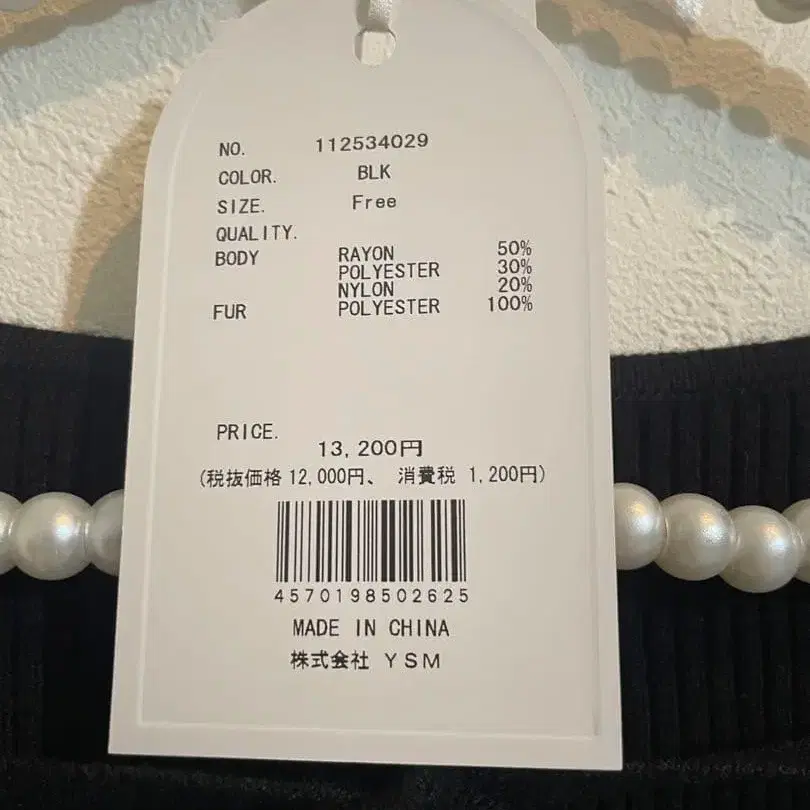 NO. 112534029
COLOR. BLK
SIZE. Free
QUALITY.
BODY RAYON 50%
POLYESTER 30%
NYLON 20%
FUR POLYESTER 100%
PRICE.
13,200円
(税抜価格 12,000円、 消費税 1,200円)
4570198502625
MADE IN CHINA
株式会社 YSM